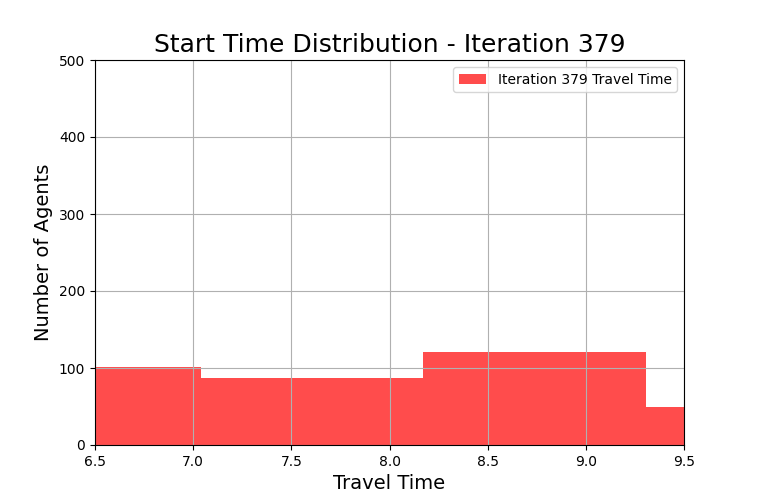 Start Time Distribution - Iteration 379
Iteration 379 Travel Time
Number of Agents
500
400
300
200
100
0
6.5 7.0 7.5 8.0 8.5 9.0 9.5
Travel Time